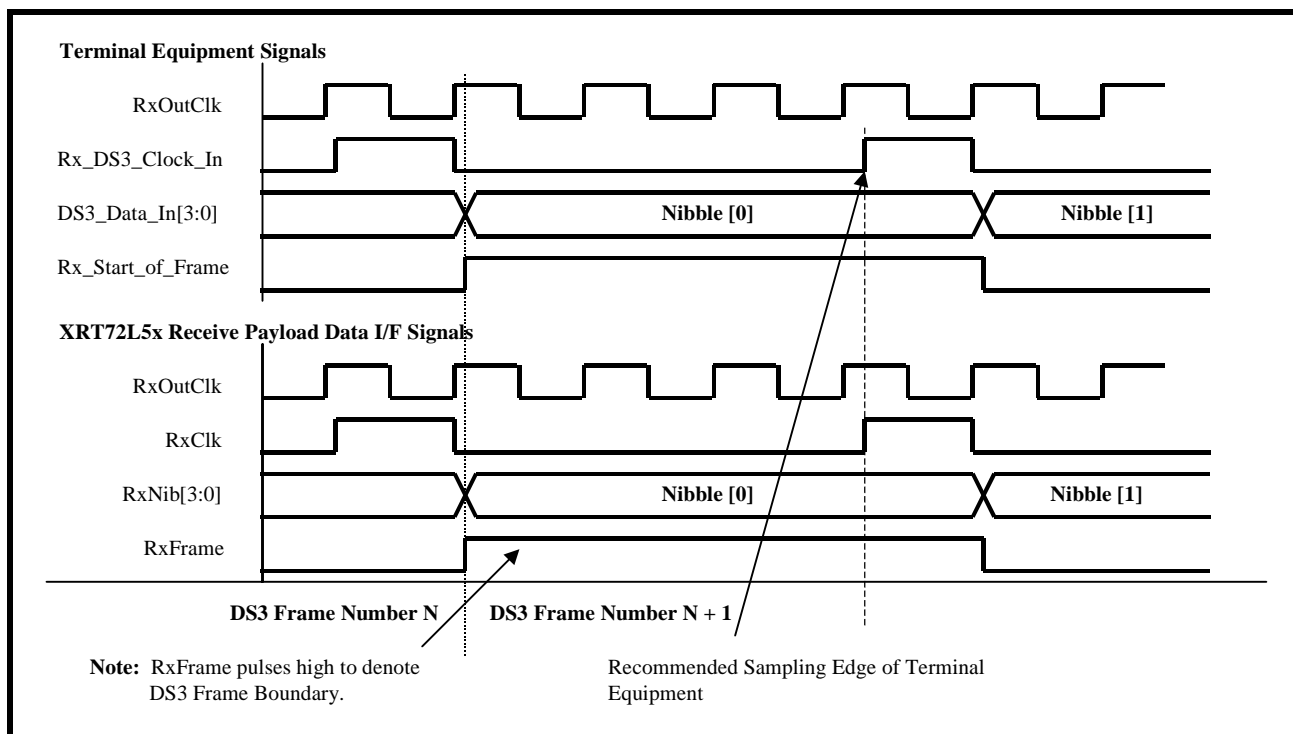 Terminal Equipment Signals
RxOutClk
Rx_DS3_Clock_In
DS3_Data_In[3:0]
Nibble [0]
Nibble [1]
Rx_Start_of_Frame
XRT72L5x Receive Payload Data I/F Signals
RxOutClk
RxClk
RxNib[3:0]
Nibble [0]
Nibble [1]
RxFrame
DS3 Frame Number N
DS3 Frame Number N + 1
Note: RxFrame pulses high to denote
DS3 Frame Boundary.
Recommended Sampling Edge of Terminal
Equipment